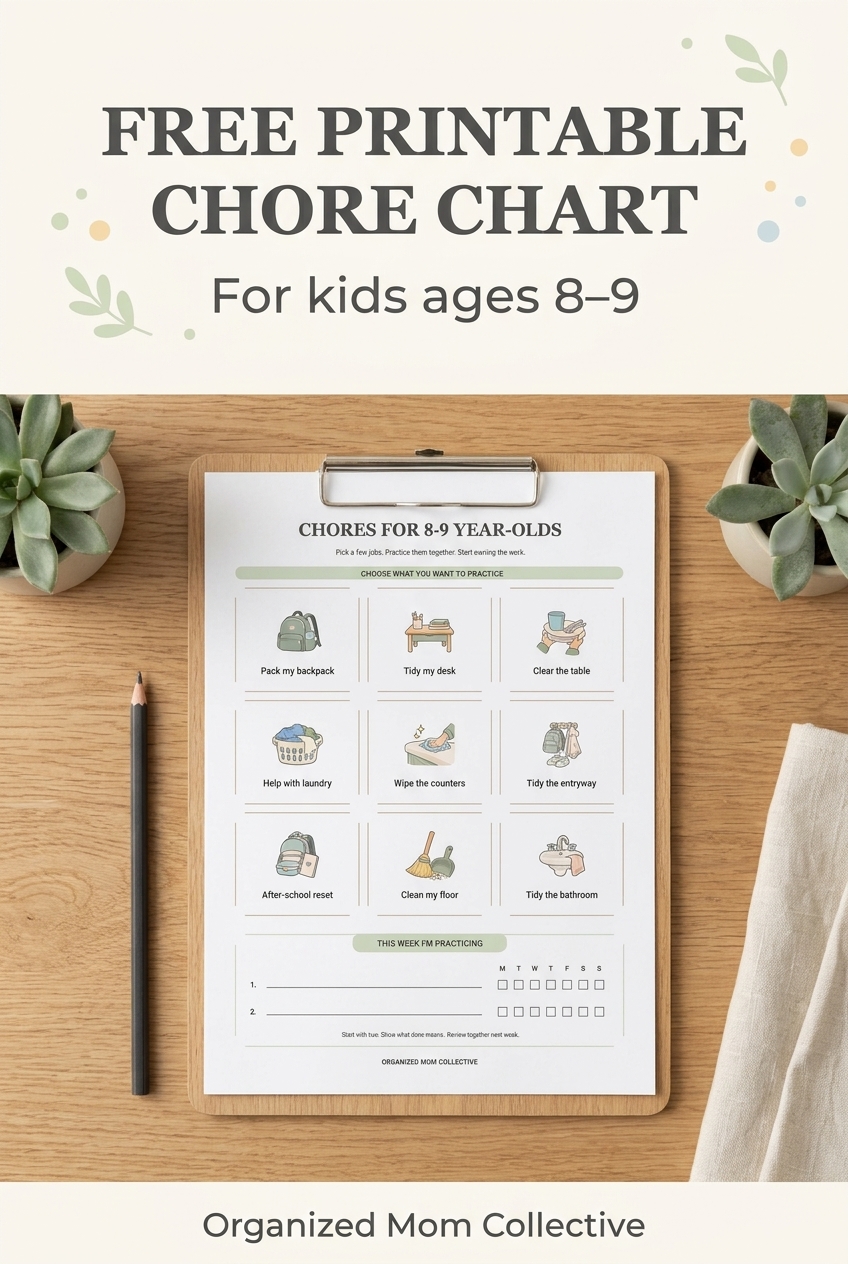 FREE PRINTABLE
CHORE CHART
For kids ages 8–9
CHORES FOR 8-9 YEAR-OLDS
Pick a few jobs. Practice them together. Start owning the work.
CHOOSE WHAT YOU WANT TO PRACTICE
Pack my backpack
Tidy my desk
Clear the table
Help with laundry
Wipe the counters
Tidy the entryway
After-school reset
Clean my floor
Tidy the bathroom
THIS WEEK I'M PRACTICING
M T W T F S S
1.
2.
Start with true. Show what done means. Review together next week.
ORGANIZED MOM COLLECTIVE
Organized Mom Collective